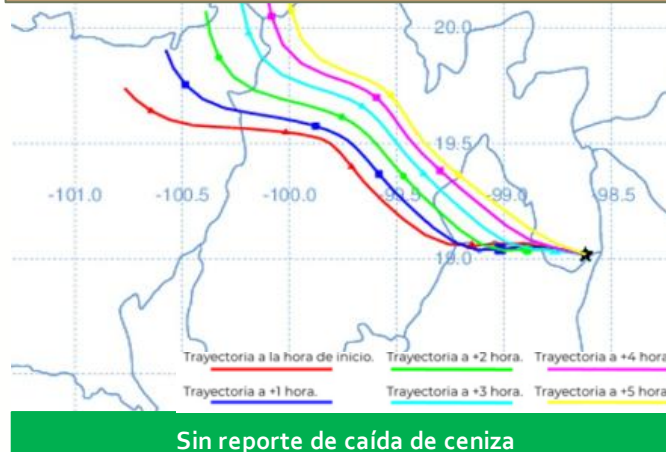 20.0
19.5
-101.0 -100.5 -100.0 -99.5 -99.0 -98.5
19.0
Trayectoria a la hora de inicio. Trayectoria a +2 hora. Trayectoria a +4 hora.
Trayectoria a +1 hora. Trayectoria a +3 hora. Trayectoria a +5 hora.
Sin reporte de caída de ceniza